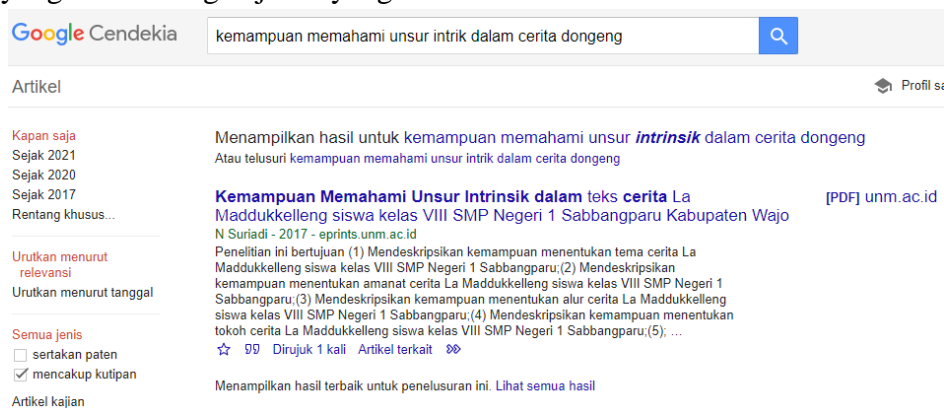 Google Cendekia
kemampuan memahami unsur intrik dalam cerita dongeng
Artikel
Profil sa
Kapan saja
Sejak 2021
Sejak 2020
Sejak 2017
Rentang khusus...
Urutkan menurut
relevansi
Urutkan menurut tanggal
Semua jenis
sertakan paten
mencakup kutipan
Artikel kajian
Menampilkan hasil untuk kemampuan memahami unsur intrinsik dalam cerita dongeng
Atau telusuri kemampuan memahami unsur intrik dalam cerita dongeng
Kemampuan Memahami Unsur Intrinsik dalam teks cerita La
Maddukkelleng siswa kelas VIII SMP Negeri 1 Sabbangparu Kabupaten Wajo
[PDF] unm.ac.id
N Suriadi - 2017 - eprints.unm.ac.id
Penelitian ini bertujuan (1) Mendeskripsikan kemampuan menentukan tema cerita La
Maddukkelleng siswa kelas VIII SMP Negeri 1 Sabbangparu;(2) Mendeskripsikan
kemampuan menentukan amanat cerita La Maddukkelleng siswa kelas VIII SMP Negeri 1
Sabbangparu;(3) Mendeskripsikan kemampuan menentukan alur cerita La Maddukkelleng
siswa kelas VIII SMP Negeri 1 Sabbangparu;(4) Mendeskripsikan kemampuan menentukan
tokoh cerita La Maddukkelleng siswa kelas VIII SMP Negeri 1 Sabbangparu;(5); …
Dirujuk 1 kali Artikel terkait
Menampilkan hasil terbaik untuk penelusuran ini. Lihat semua hasil